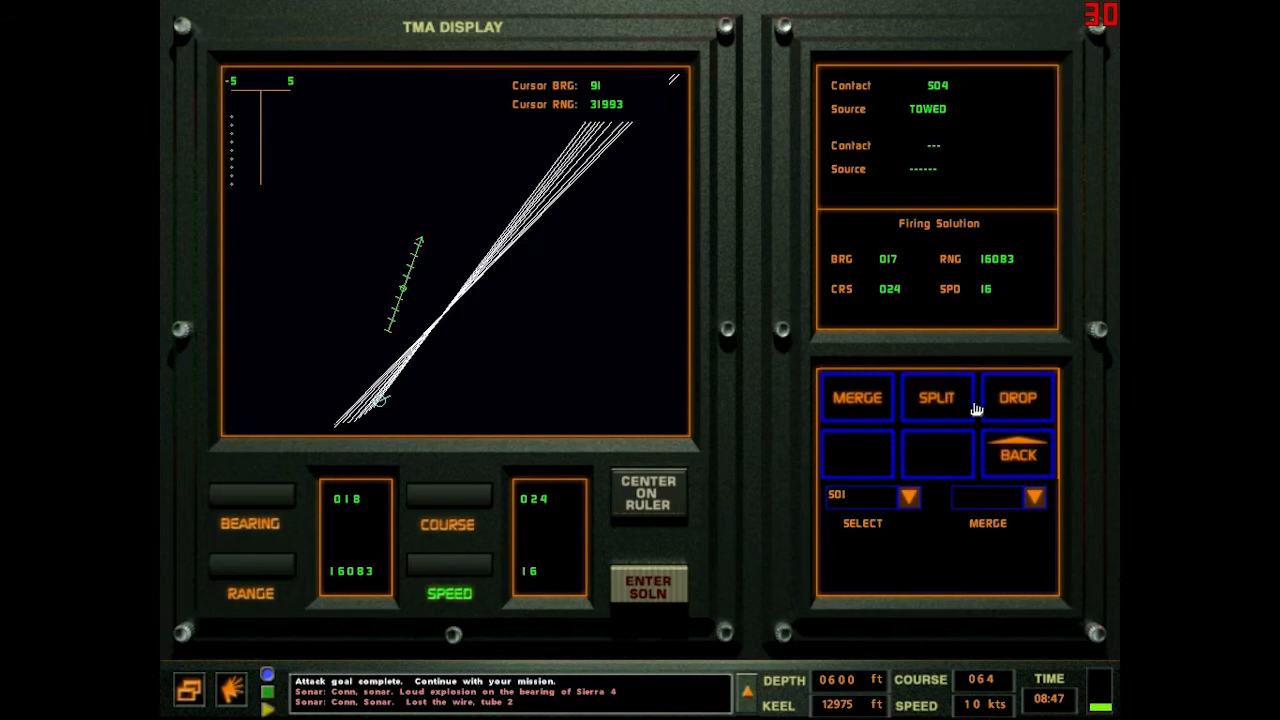 30
TMA DISPLAY
-5 5
Cursor BRG: 91
Cursor RNG: 31993
Contact S04
Source TOWED
Contact ---
Source ------
Firing Solution
BRG 017 RNG 16083
CRS 024 SPD 16
MERGE SPLIT DROP
BACK
S01
SELECT MERGE
018
BEARING
16083
RANGE
024
COURSE
16
SPEED
CENTER
ON
RULER
ENTER
SOLN
Attack goal complete. Continue with your mission.
Sonar: Conn, sonar. Loud explosion on the bearing of Sierra 4
Sonar: Conn, Sonar. Lost the wire, tube 2
DEPTH 0600 ft COURSE 064
KEEL 12975 ft SPEED 10 kts
TIME
08:47